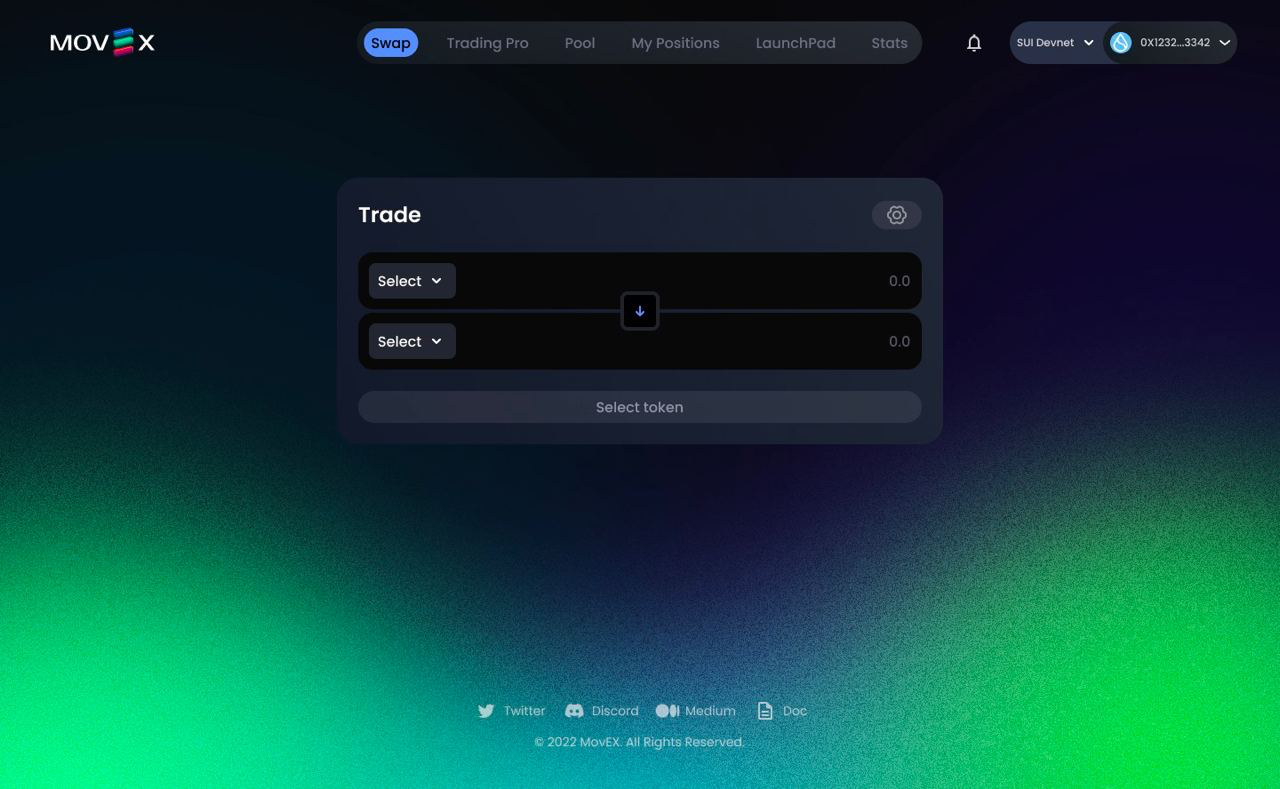 MOVEX
Swap Trading Pro Pool My Positions LaunchPad Stats
SUI Devnet 0X1232...3342
Trade
Select 0.0
Select 0.0
Select token
Twitter Discord Medium Doc
© 2022 MovEX. All Rights Reserved.